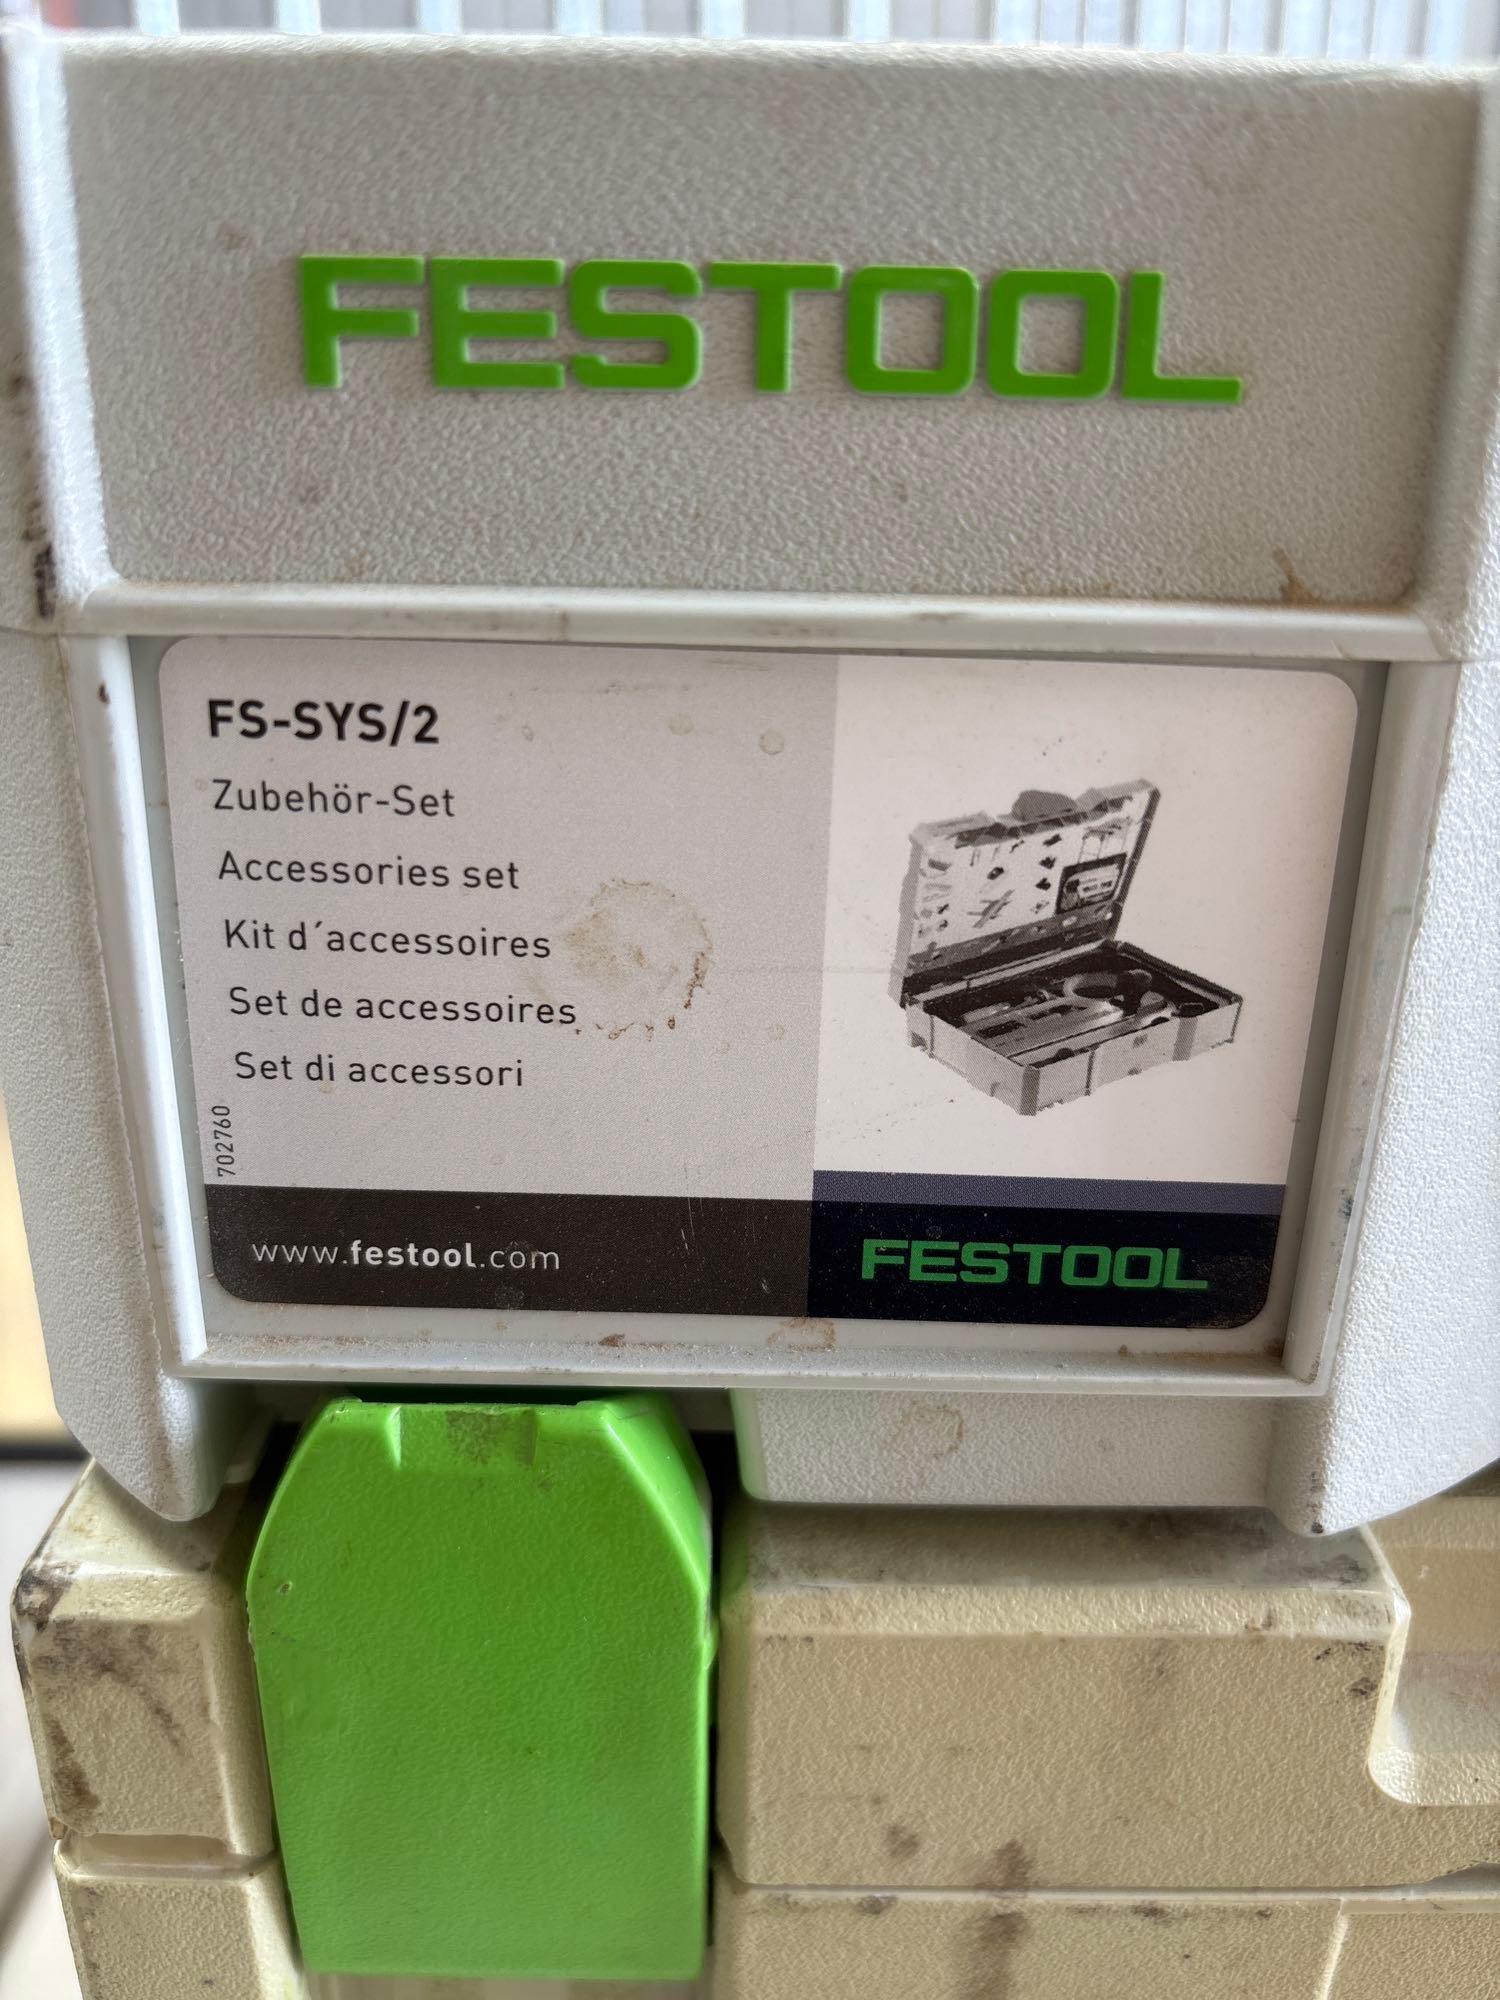 FESTOOL
FS-SYS/2
Zubehör-Set
Accessories set
Kit d´accessoires
Set de accessoires
Set di accessori
702760
www.festool.com
FESTOOL